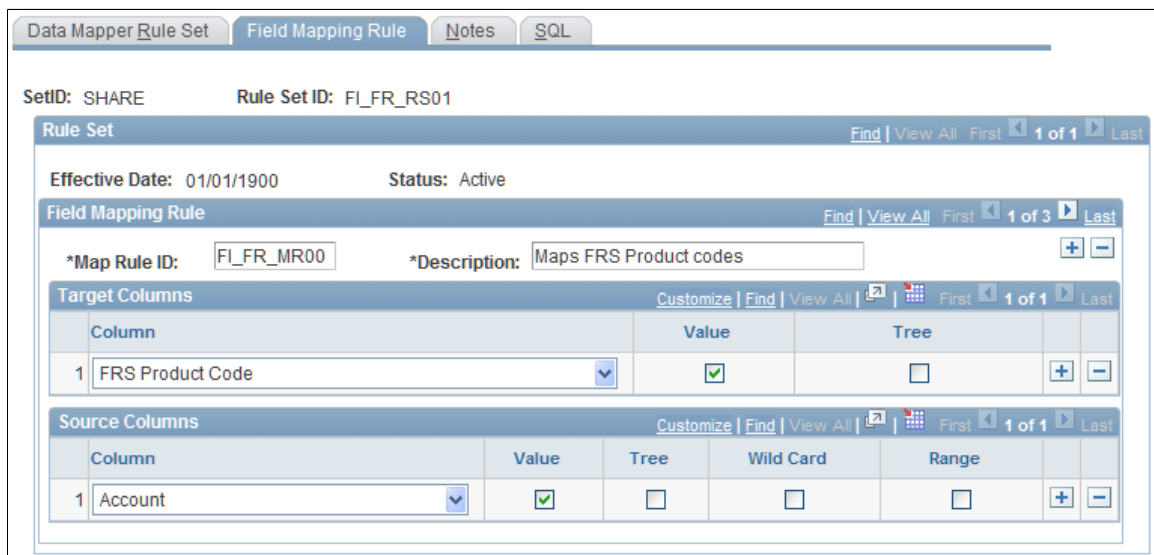 Data Mapper Rule Set Field Mapping Rule Notes SQL
SetID: SHARE Rule Set ID: FI_FR_RS01
Rule Set Find | View All First 1 of 1 Last
Effective Date: 01/01/1900 Status: Active
Field Mapping Rule Find | View All First 1 of 3 Last
*Map Rule ID: FI_FR_MR00 *Description: Maps FRS Product codes
Target Columns Customize | Find | View All | | First 1 of 1 Last
Column Value Tree
1 FRS Product Code
Source Columns Customize | Find | View All | | First 1 of 1 Last
Column Value Tree Wild Card Range
1 Account